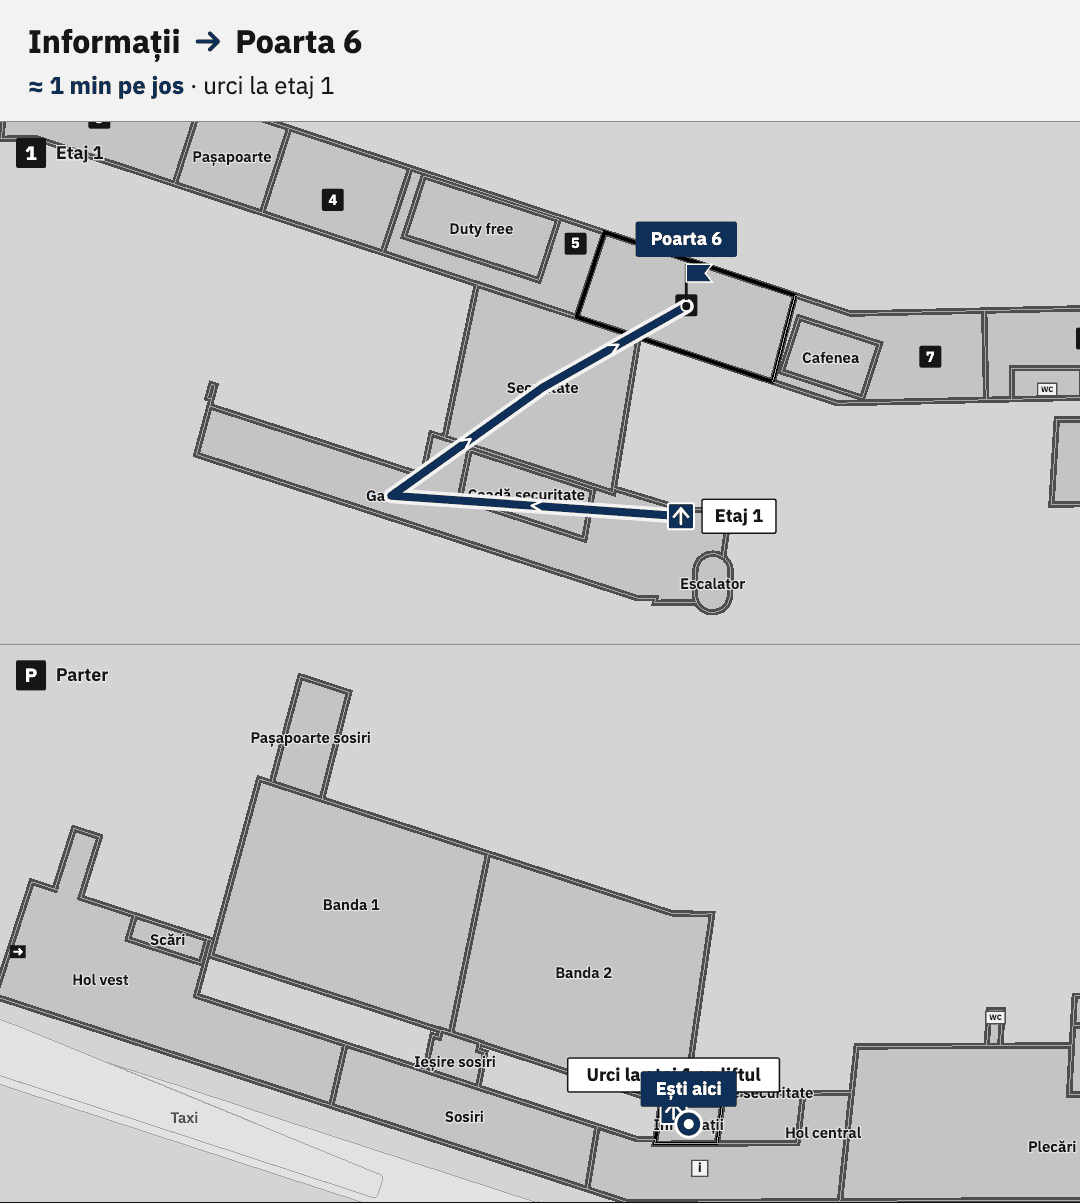 Informații → Poarta 6
≈ 1 min pe jos · urci la etaj 1
1 Etaj 1
Pașapoarte
4
Duty free
5
Poarta 6
Cafenea
7
WC
Etaj 1
Escalator
P Parter
Pașapoarte sosiri
Banda 1
Scări
Banda 2
Hol vest
WC
Ieșire sosiri
Ești aici
securitate
Taxi
Sosiri
Hol central
Plecări
i